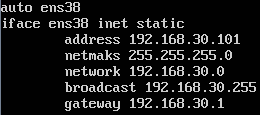 auto ens38
iface ens38 inet static
address 192.168.30.101
netmaks 255.255.255.0
network 192.168.30.0
broadcast 192.168.30.255
gateway 192.168.30.1